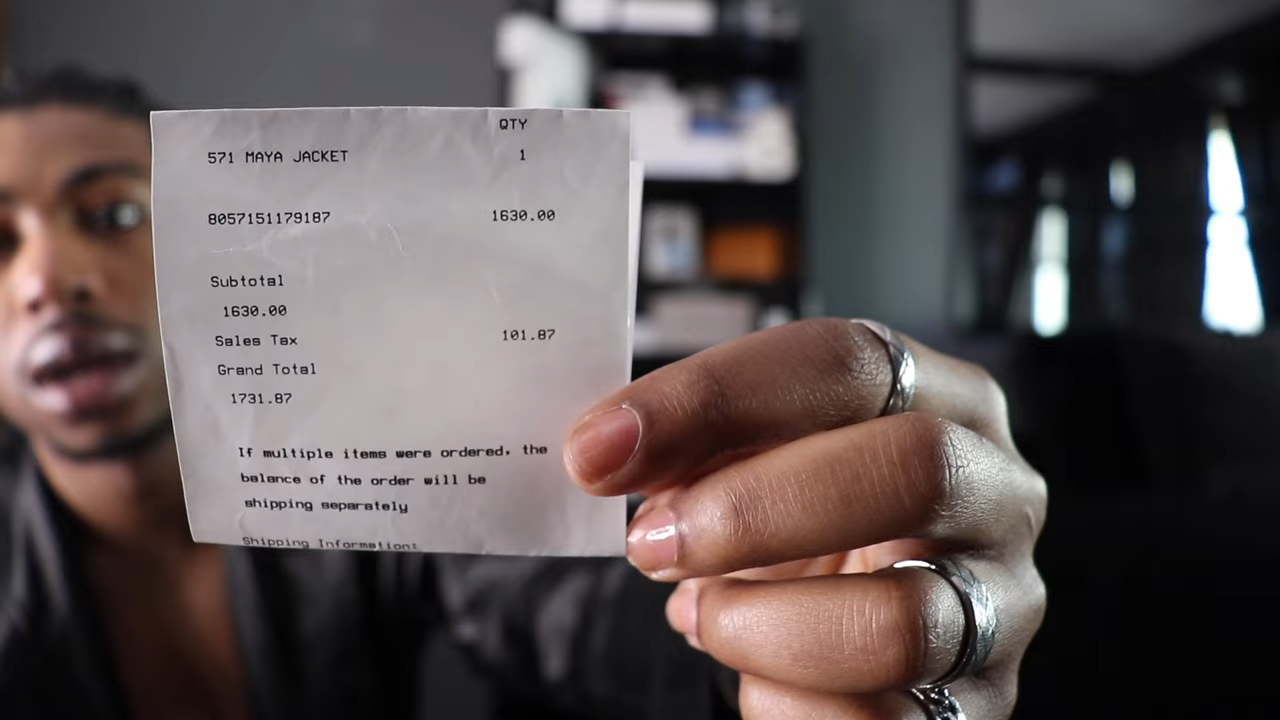 QTY
571 MAYA JACKET 1
8057151179187 1630.00
Subtotal
1630.00
Sales Tax 101.87
Grand Total
1731.87
If multiple items were ordered, the
balance of the order will be
shipping separately
Shipping Information: